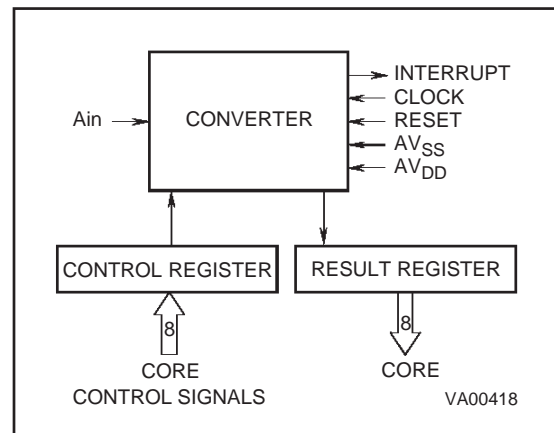 INTERRUPT
CLOCK
Ain
CONVERTER
RESET
AVSS
AVDD
CONTROL REGISTER
RESULT REGISTER
8
8
CORE
CONTROL SIGNALS
CORE
VA00418